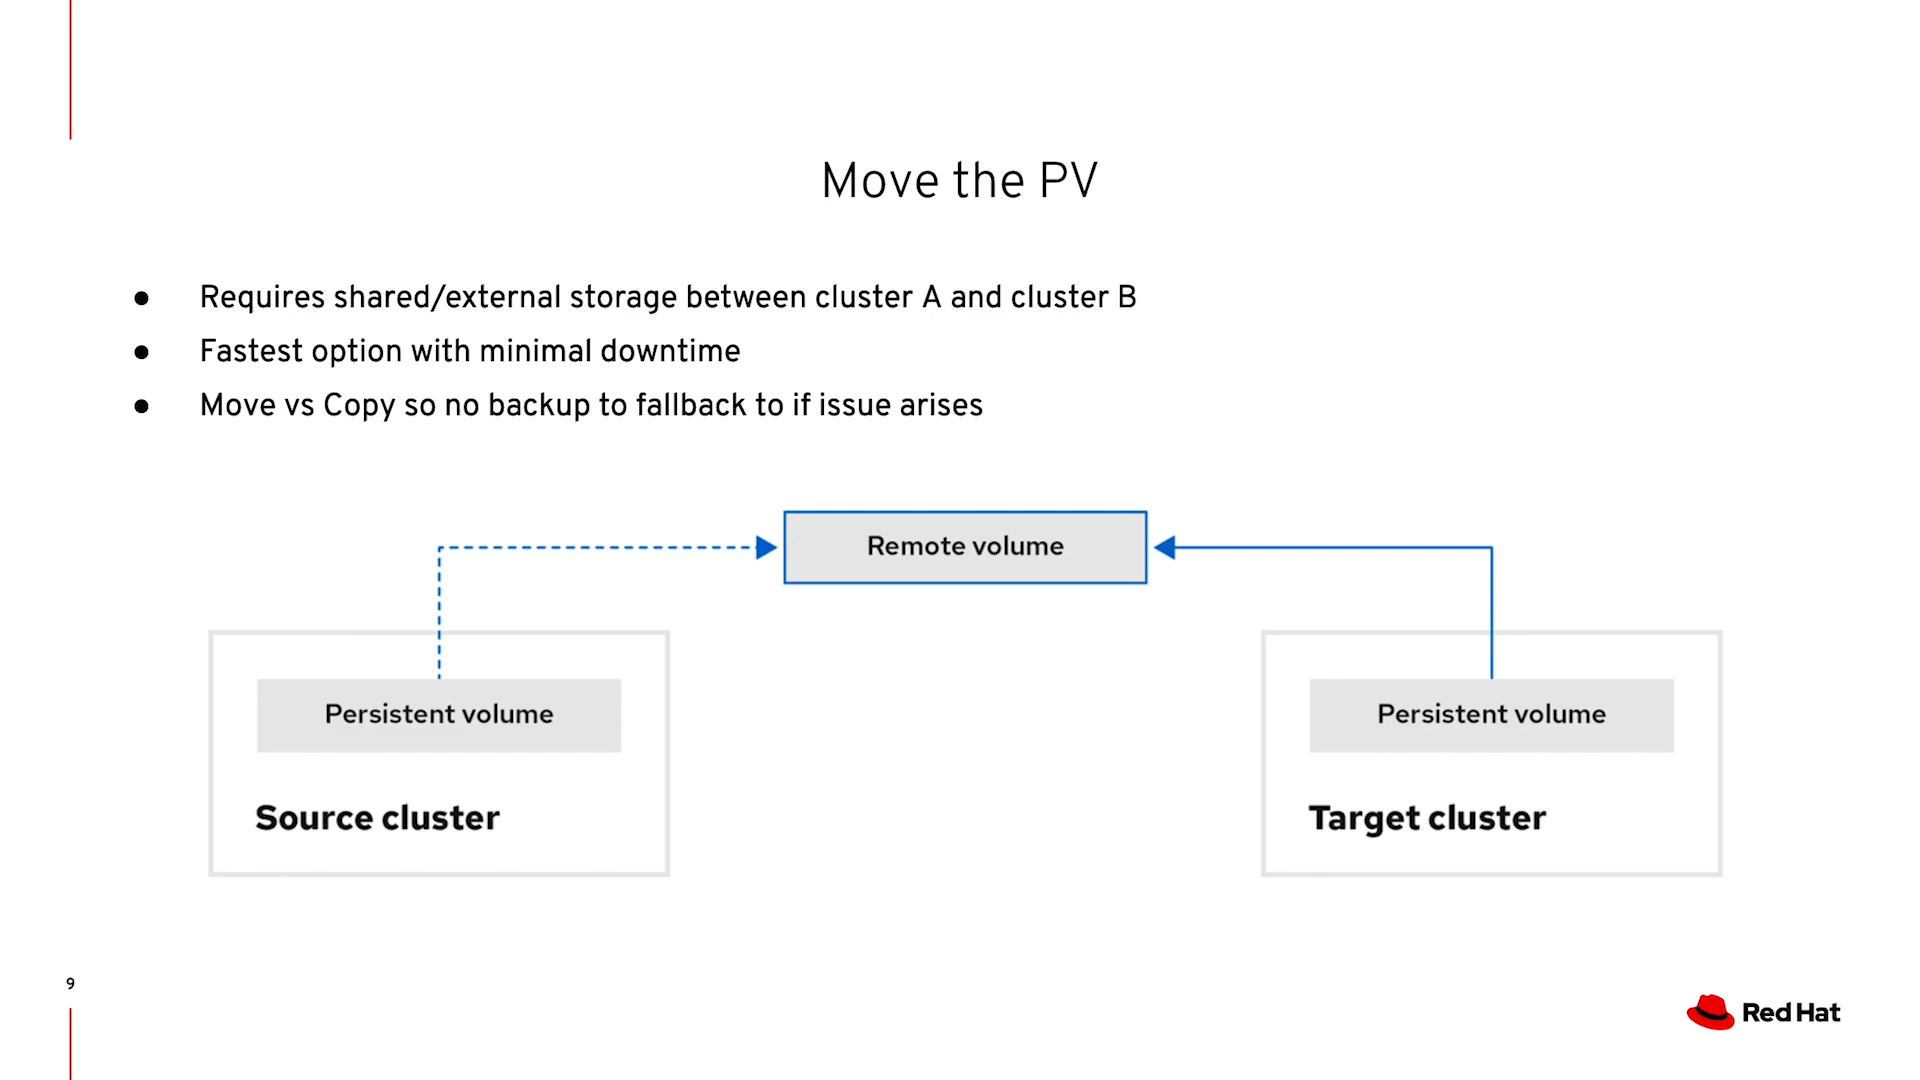 Move the PV
● Requires shared/external storage between cluster A and cluster B
● Fastest option with minimal downtime
● Move vs Copy so no backup to fallback to if issue arises
Remote volume
Persistent volume
Source cluster
Persistent volume
Target cluster
9
Red Hat